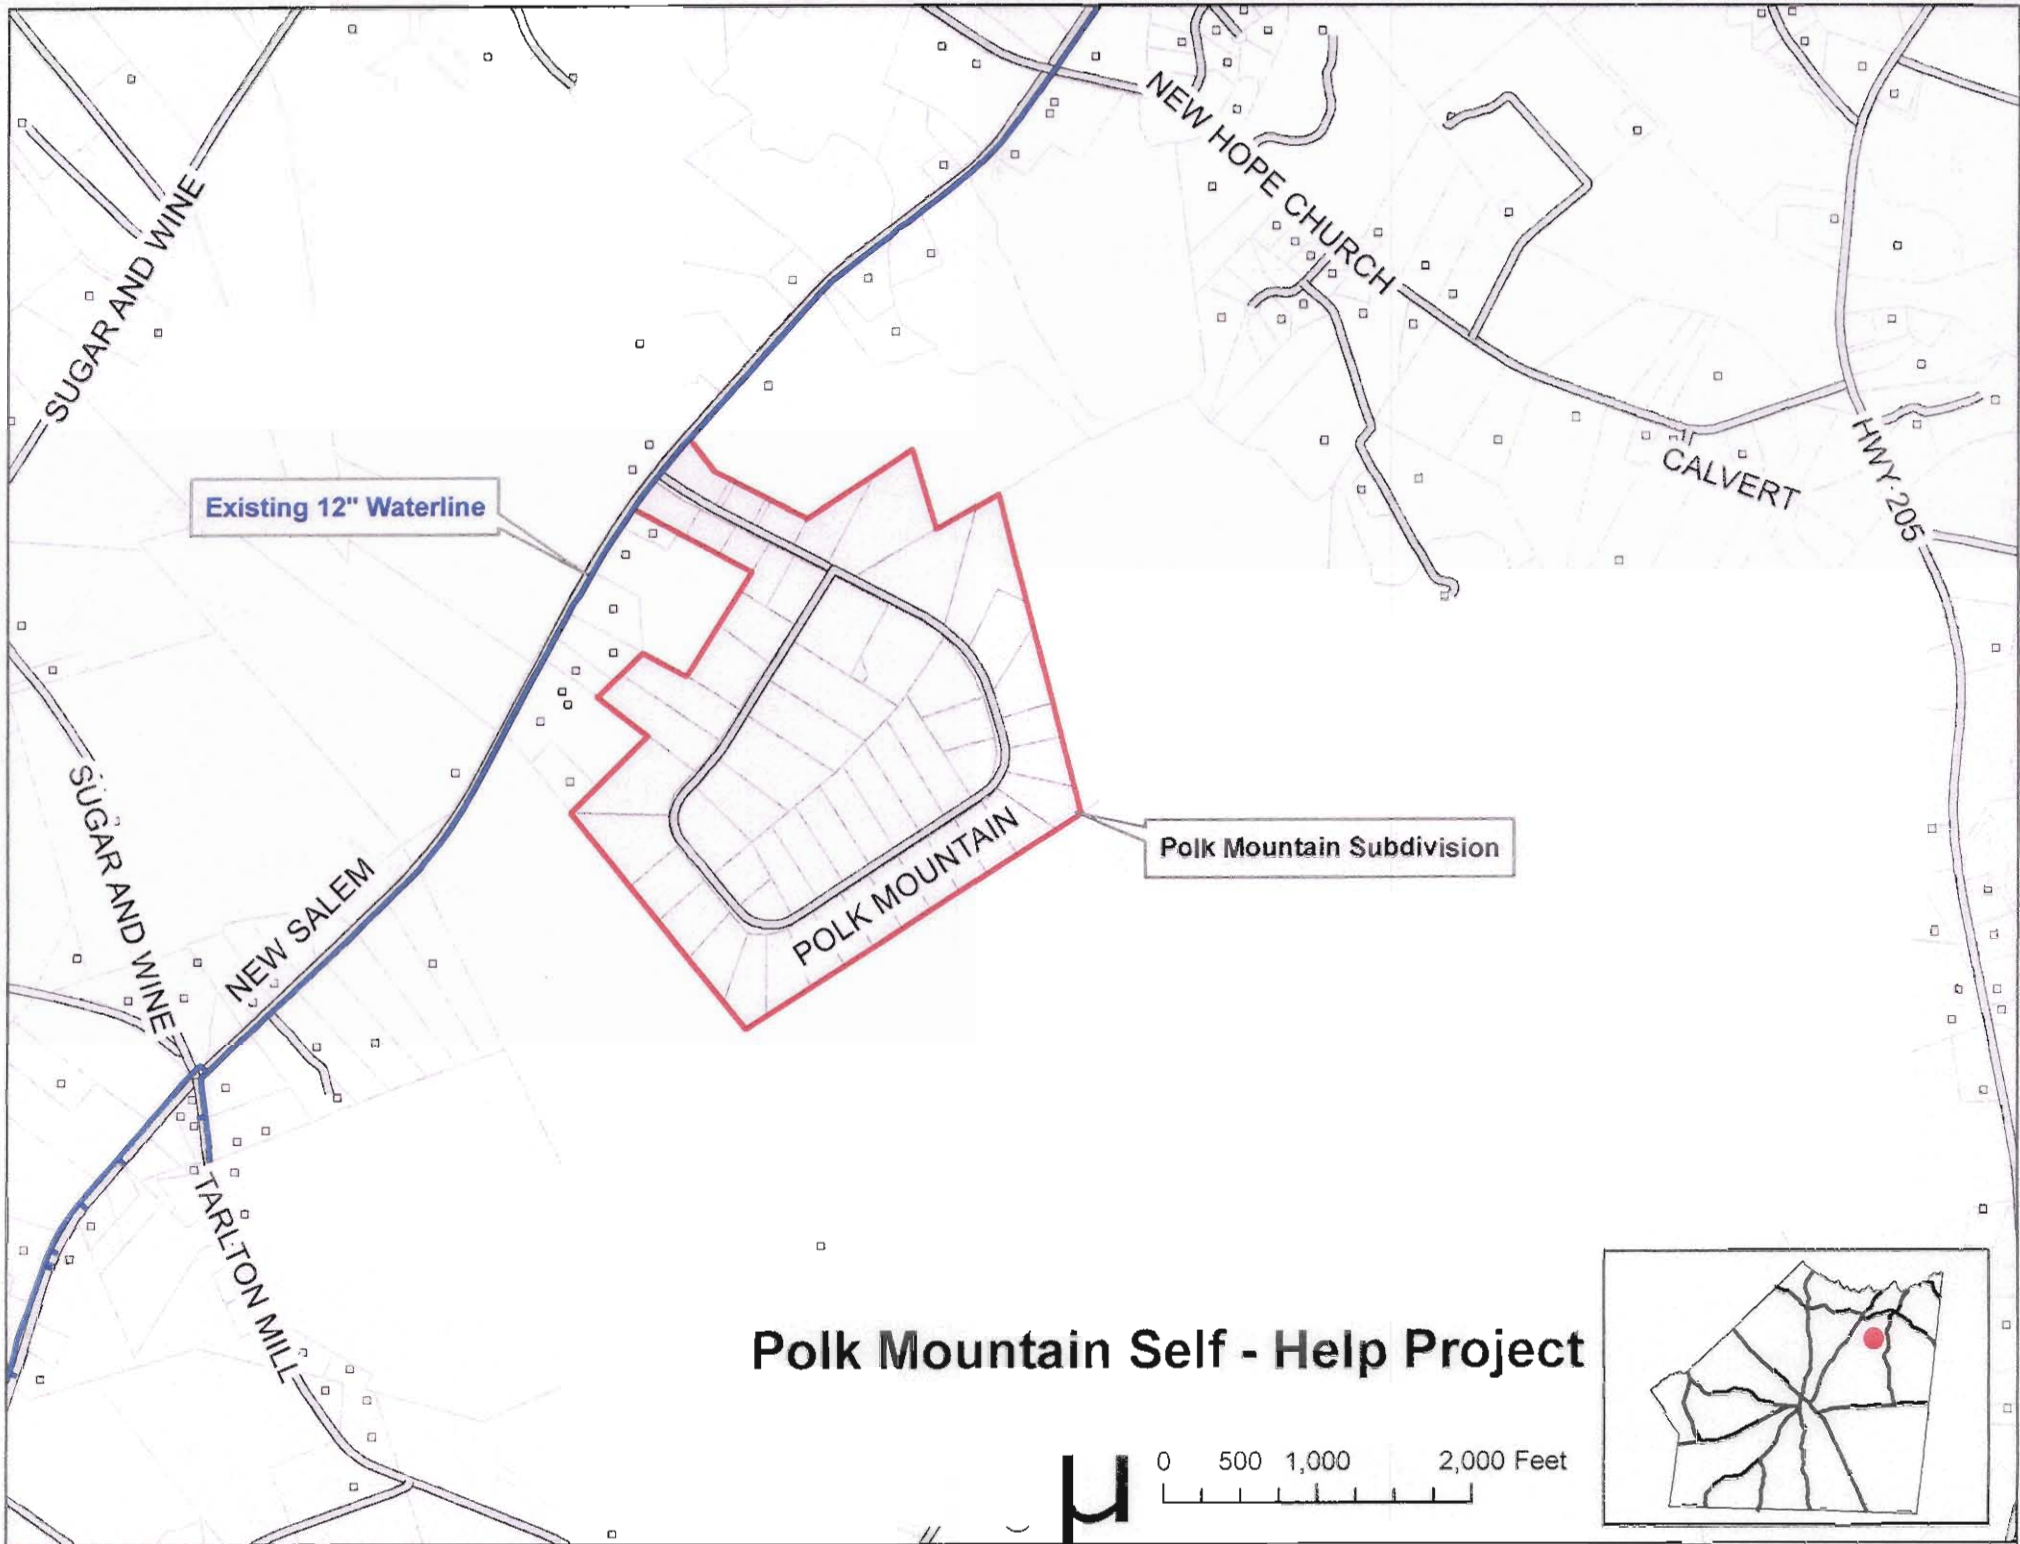 NEW HOPE CHURCH
SUGAR AND WINE
HWY 205
CALVERT
Existing 12" Waterline
SUGAR AND WINE
POLK MOUNTAIN
Polk Mountain Subdivision
NEW SALEM
TARLTON MILL
Polk Mountain Self - Help Project
µ
0 500 1,000 2,000 Feet